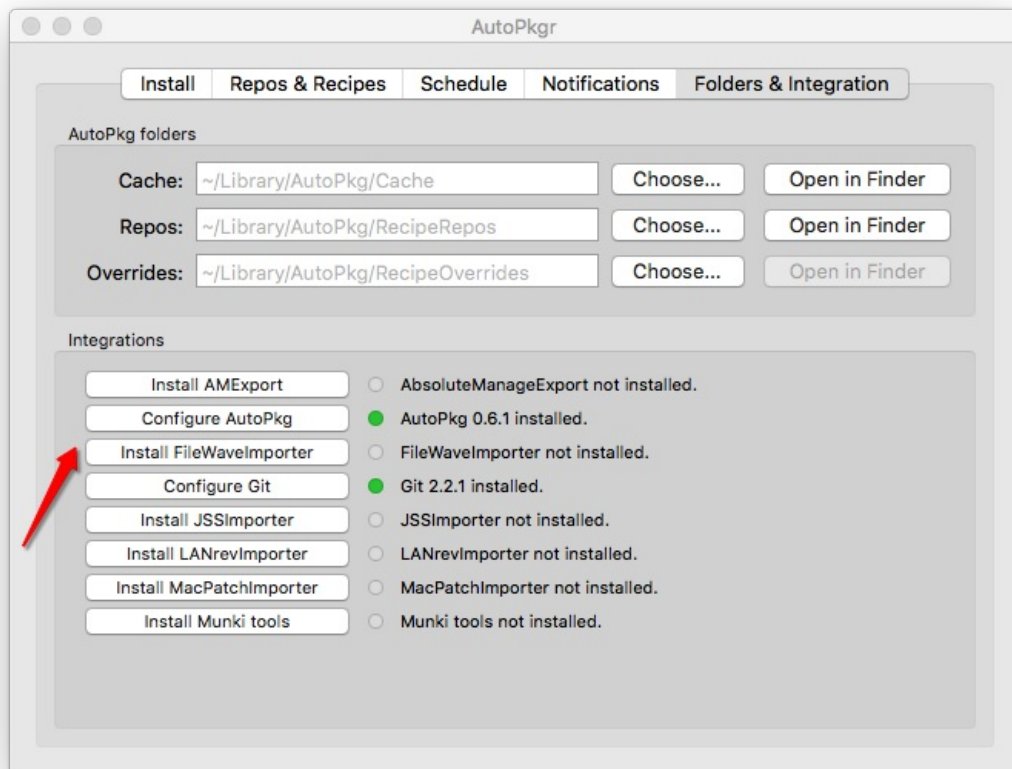 AutoPkgr
Install Repos & Recipes Schedule Notifications Folders & Integration
AutoPkg folders
Cache: ~/Library/AutoPkg/Cache Choose... Open in Finder
Repos: ~/Library/AutoPkg/RecipeRepos Choose... Open in Finder
Overrides: ~/Library/AutoPkg/RecipeOverrides Choose... Open in Finder
Integrations
Install AMExport AbsoluteManageExport not installed.
Configure AutoPkg AutoPkg 0.6.1 installed.
Install FileWaveImporter FileWaveImporter not installed.
Configure Git Git 2.2.1 installed.
Install JSSImporter JSSImporter not installed.
Install LANrevImporter LANrevImporter not installed.
Install MacPatchImporter MacPatchImporter not installed.
Install Munki tools Munki tools not installed.